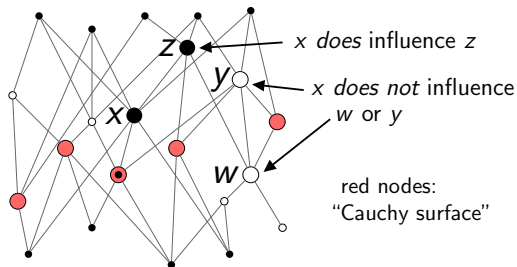 z
x does influence z
y
x does not influence
w or y
x
w
red nodes:
“Cauchy surface”